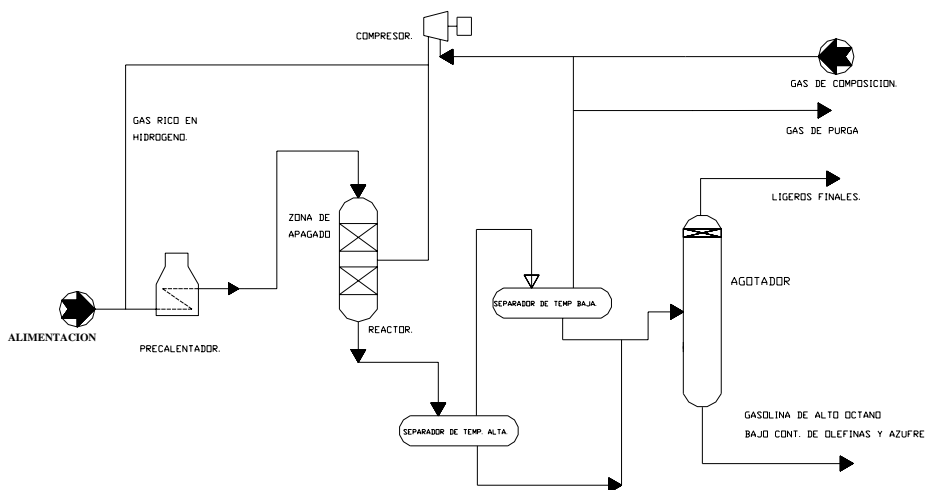 COMPRESOR.
GAS DE COMPOSICION.
GAS RICO EN
HIDROGENO.
GAS DE PURGA
LIGEROS FINALES.
ZONA DE
APAGADO
AGOTADOR
SEPARADOR DE TEMP BAJA.
ALIMENTACION
REACTOR.
PRECALENTADOR.
SEPARADOR DE TEMP. ALTA.
GASOLINA DE ALTO OCTANO
BAJO CONT. DE OLEFINAS Y AZUFRE